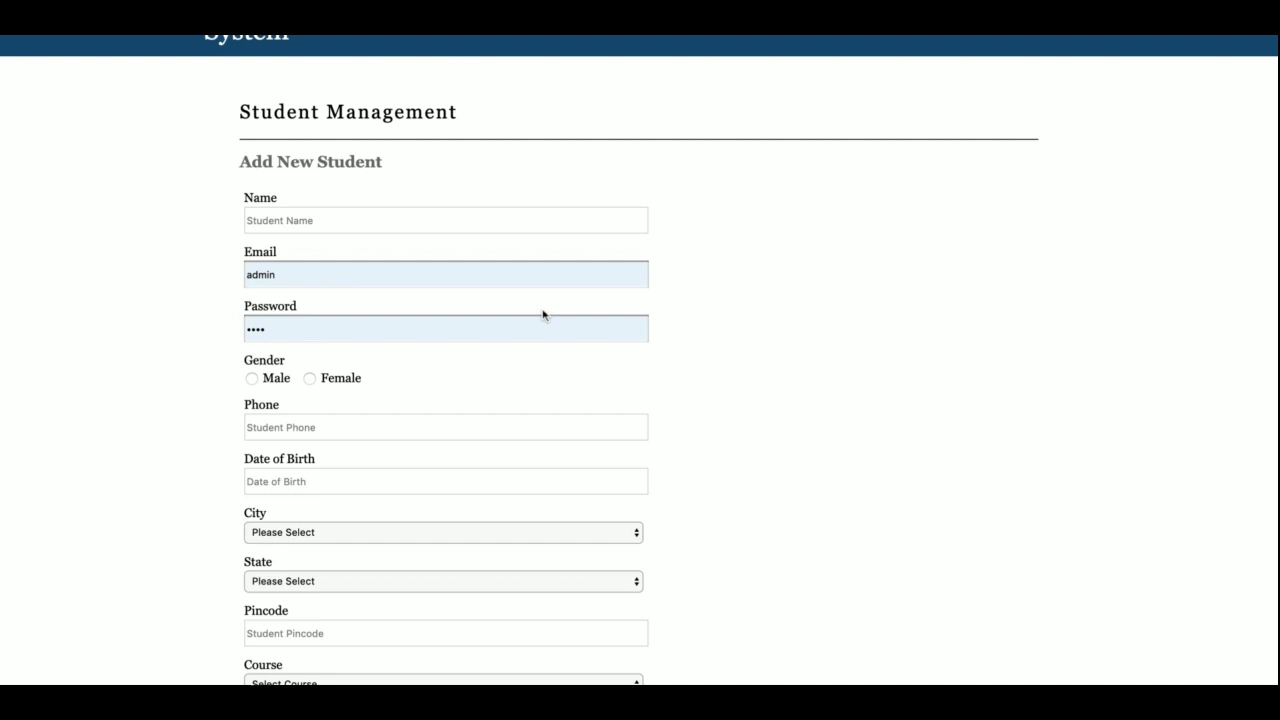 System
Student Management
Add New Student
Name
Student Name
Email
admin
Password
••••
Gender
Male Female
Phone
Student Phone
Date of Birth
Date of Birth
City
Please Select
State
Please Select
Pincode
Student Pincode
Course
Select Course